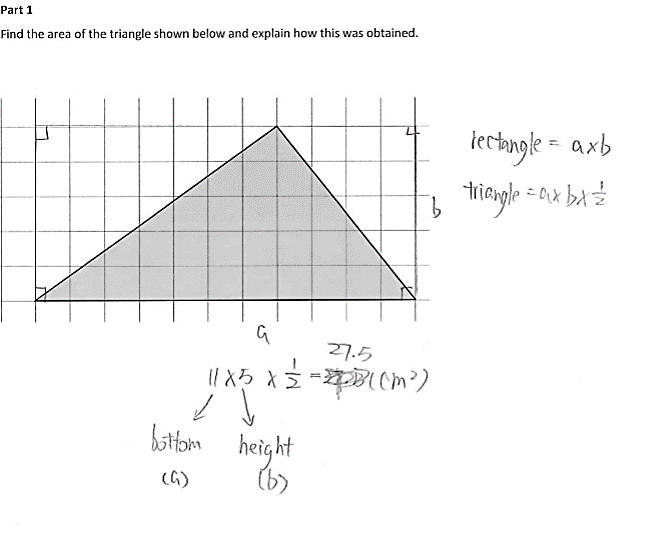 Part 1
Find the area of the triangle shown below and explain how this was obtained.
rectangle = a×b
triangle = a×b×½
b
a
27.5
11×5 × ½ = (cm²)
bottom height
(a) (b)